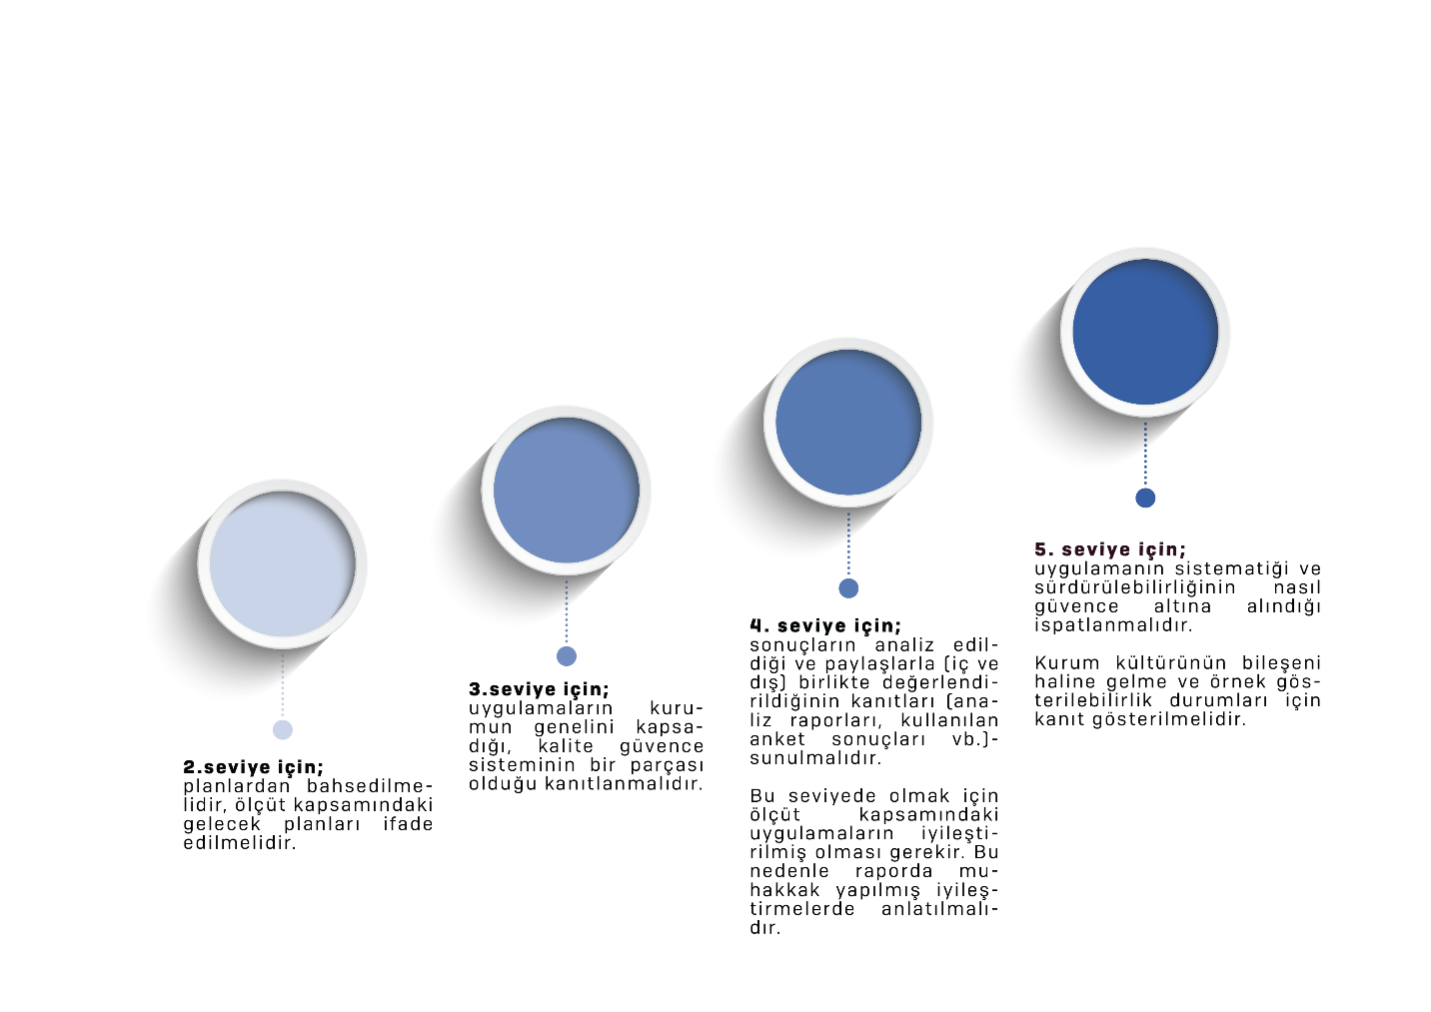 2.seviye için;
planlardan bahsedilme-
lidir, ölçüt kapsamındaki
gelecek planları ifade
edilmelidir.
3.seviye için;
uygulamaların kuru-
mun genelini kapsa-
dığı, kalite güvence
sisteminin bir parçası
olduğu kanıtlanmalıdır.
4. seviye için;
sonuçların analiz edil-
diği ve paylaşlarla (iç ve
dış) birlikte değerlendi-
rildiğinin kanıtları (ana-
liz raporları, kullanılan
anket sonuçları vb.)-
sunulmalıdır.
Bu seviyede olmak için
ölçüt kapsamındaki
uygulamaların iyileşti-
rilmiş olması gerekir. Bu
nedenle raporda mu-
hakkak yapılmış iyileş-
tirmelerde anlatılmalı-
dır.
5. seviye için;
uygulamanın sistematiği ve
sürdürülebilirliğinin nasıl
güvence altına alındığı
ispatlanmalıdır.
Kurum kültürünün bileşeni
haline gelme ve örnek gös-
terilebilirlik durumları için
kanıt gösterilmelidir.